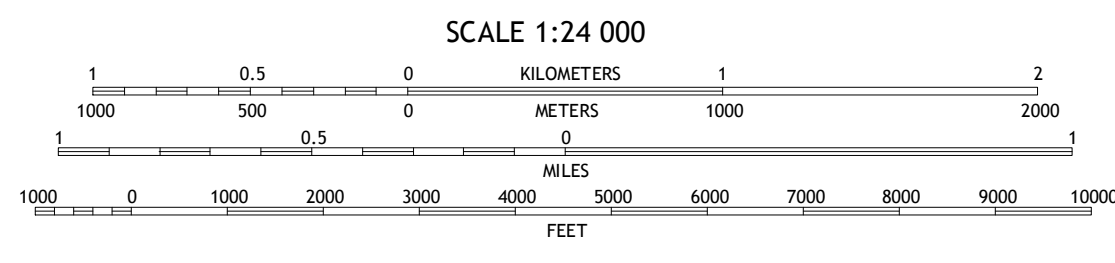 SCALE 1:24 000
1 0.5 0 KILOMETERS 1 2
1000 500 0 METERS 1000 2000
1 0.5 0 1
MILES
1000 0 1000 2000 3000 4000 5000 6000 7000 8000 9000 10000
FEET